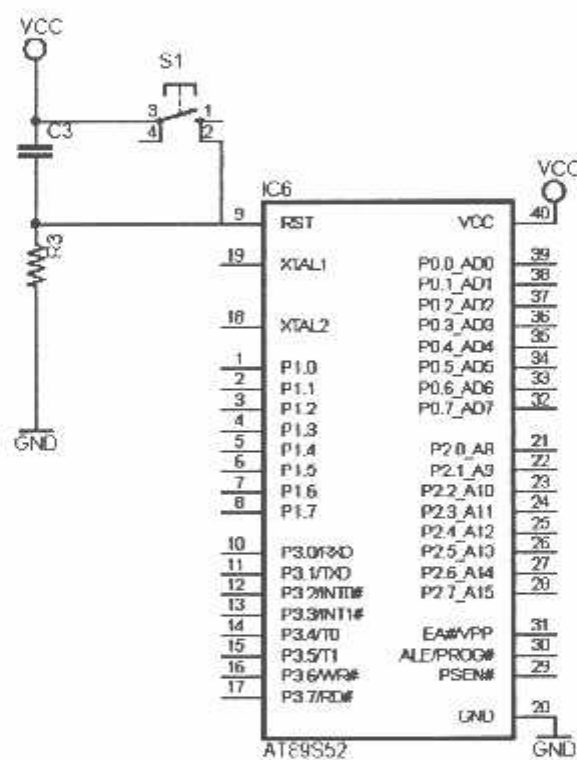 VCC
S1
3 1
C3
4 2
VCC
IC6
9 RST VCC 40
R3
19 XTAL1 P0.0_AD0 39
P0.1_AD1 38
P0.2_AD2 37
18 XTAL2 P0.3_AD3 36
P0.4_AD4 35
1 P1.0 P0.5_AD5 34
2 P1.1 P0.6_AD6 33
3 P1.2 P0.7_AD7 32
4 P1.3
GND
5 P1.4 P2.0_A8 21
6 P1.5 P2.1_A9 22
7 P1.6 P2.2_A10 23
8 P1.7 P2.3_A11 24
P2.4_A12 25
10 P3.0/RXD P2.5_A13 26
11 P3.1/TXD P2.6_A14 27
12 P3.2/INT0# P2.7_A15 28
13 P3.3/INT1#
14 P3.4/T0 EA#/VPP 31
15 P3.5/T1 ALE/PROG# 30
16 P3.6/WR# PSEN# 29
17 P3.7/RD#
GND 20
AT89S52
GND